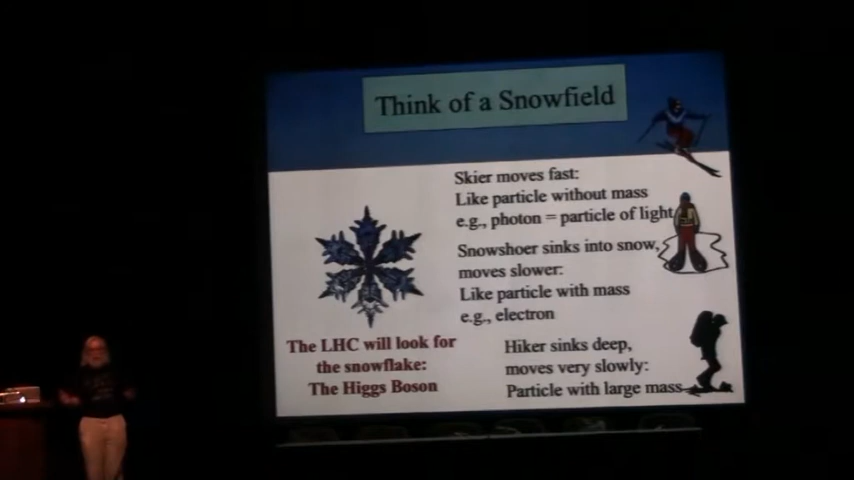 Think of a Snowfield
Skier moves fast:
Like particle without mass
e.g., photon = particle of light
Snowshoer sinks into snow,
moves slower:
Like particle with mass
e.g., electron
The LHC will look for
the snowflake:
The Higgs Boson
Hiker sinks deep,
moves very slowly:
Particle with large mass